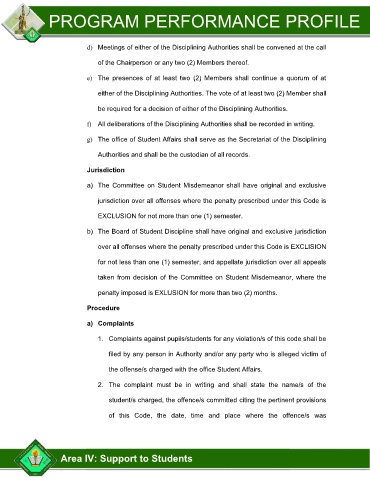 PROGRAM PERFORMANCE PROFILE
d) Meetings of either of the Disciplining Authorities shall be convened at the call
of the Chairperson or any two (2) Members thereof.
e) The presences of at least two (2) Members shall continue a quorum of at
either of the Disciplining Authorities. The vote of at least two (2) Member shall
be required for a decision of either of the Disciplining Authorities.
f) All deliberations of the Disciplining Authorities shall be recorded in writing.
g) The office of Student Affairs shall serve as the Secretariat of the Disciplining
Authorities and shall be the custodian of all records.
Jurisdiction
a) The Committee on Student Misdemeanor shall have original and exclusive
jurisdiction over all offenses where the penalty prescribed under this Code is
EXCLUSION for not more than one (1) semester.
b) The Board of Student Discipline shall have original and exclusive jurisdiction
over all offenses where the penalty prescribed under this Code is EXCLISION
for not less than one (1) semester, and appellate jurisdiction over all appeals
taken from decision of the Committee on Student Misdemeanor, where the
penalty imposed is EXLUSION for more than two (2) months.
Procedure
a) Complaints
1. Complaints against pupils/students for any violation/s of this code shall be
filed by any person in Authority and/or any party who is alleged victim of
the offense/s charged with the office Student Affairs.
2. The complaint must be in writing and shall state the name/s of the
student/s charged, the offence/s committed citing the pertinent provisions
of this Code, the date, time and place where the offence/s was
Area IV: Support to Students